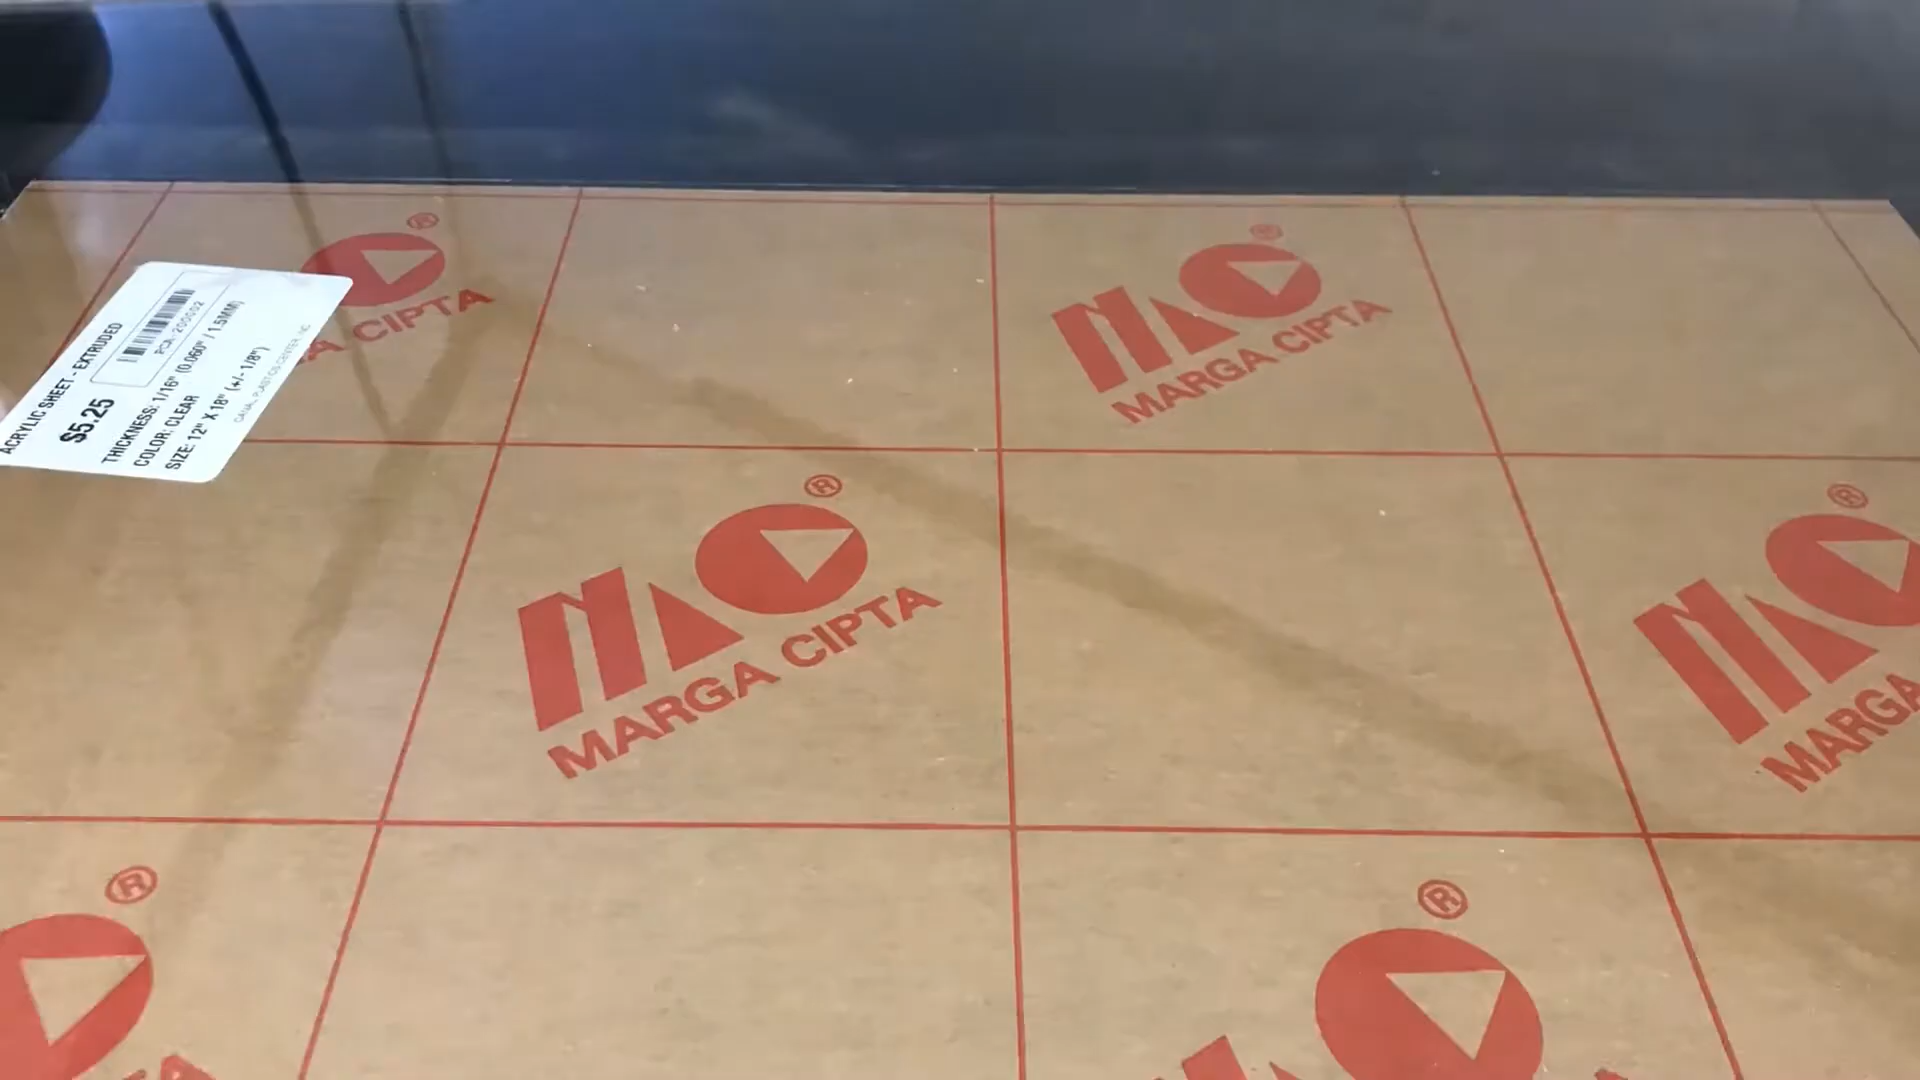 ACRYLIC SHEET - EXTRUDED
$5.25
THICKNESS: 1/16" (0.060" / 1.5MM)
COLOR: CLEAR
SIZE: 12" X 18" (+/- 1/8")
CIPTA
®
MARGA CIPTA
®
MARGA CIPTA
®
MARGA
®
®
®